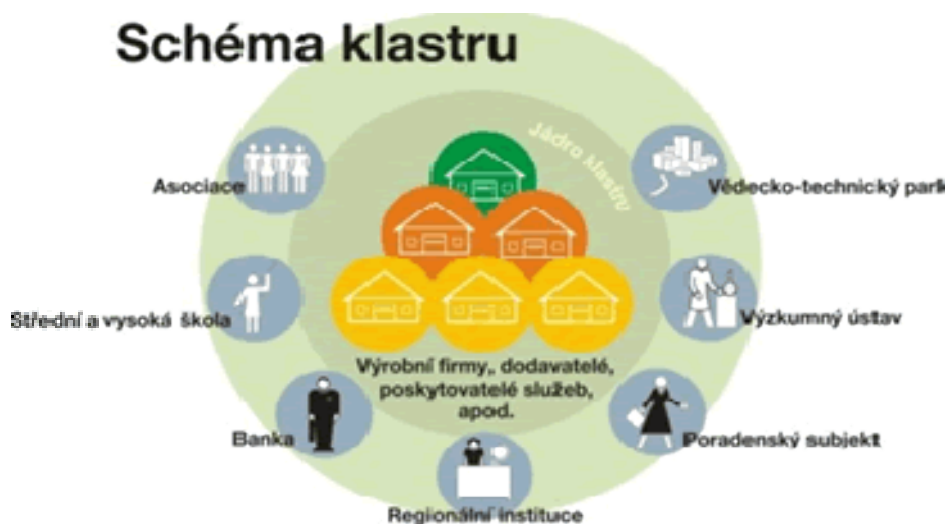 Schéma klastru
Jádro klastru
Asociace
Vědecko-technický park
Střední a vysoká škola
Výzkumný ústav
Výrobní firmy,, dodavatelé,
poskytovatelé služeb,
apod.
Banka
Poradenský subjekt
Regionální instituce